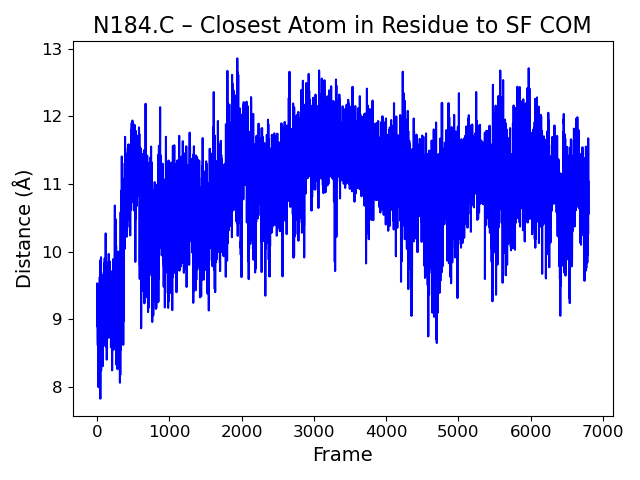 N184.C – Closest Atom in Residue to SF COM
13
12
11
10
9
8
Distance (Å)
0 1000 2000 3000 4000 5000 6000 7000
Frame